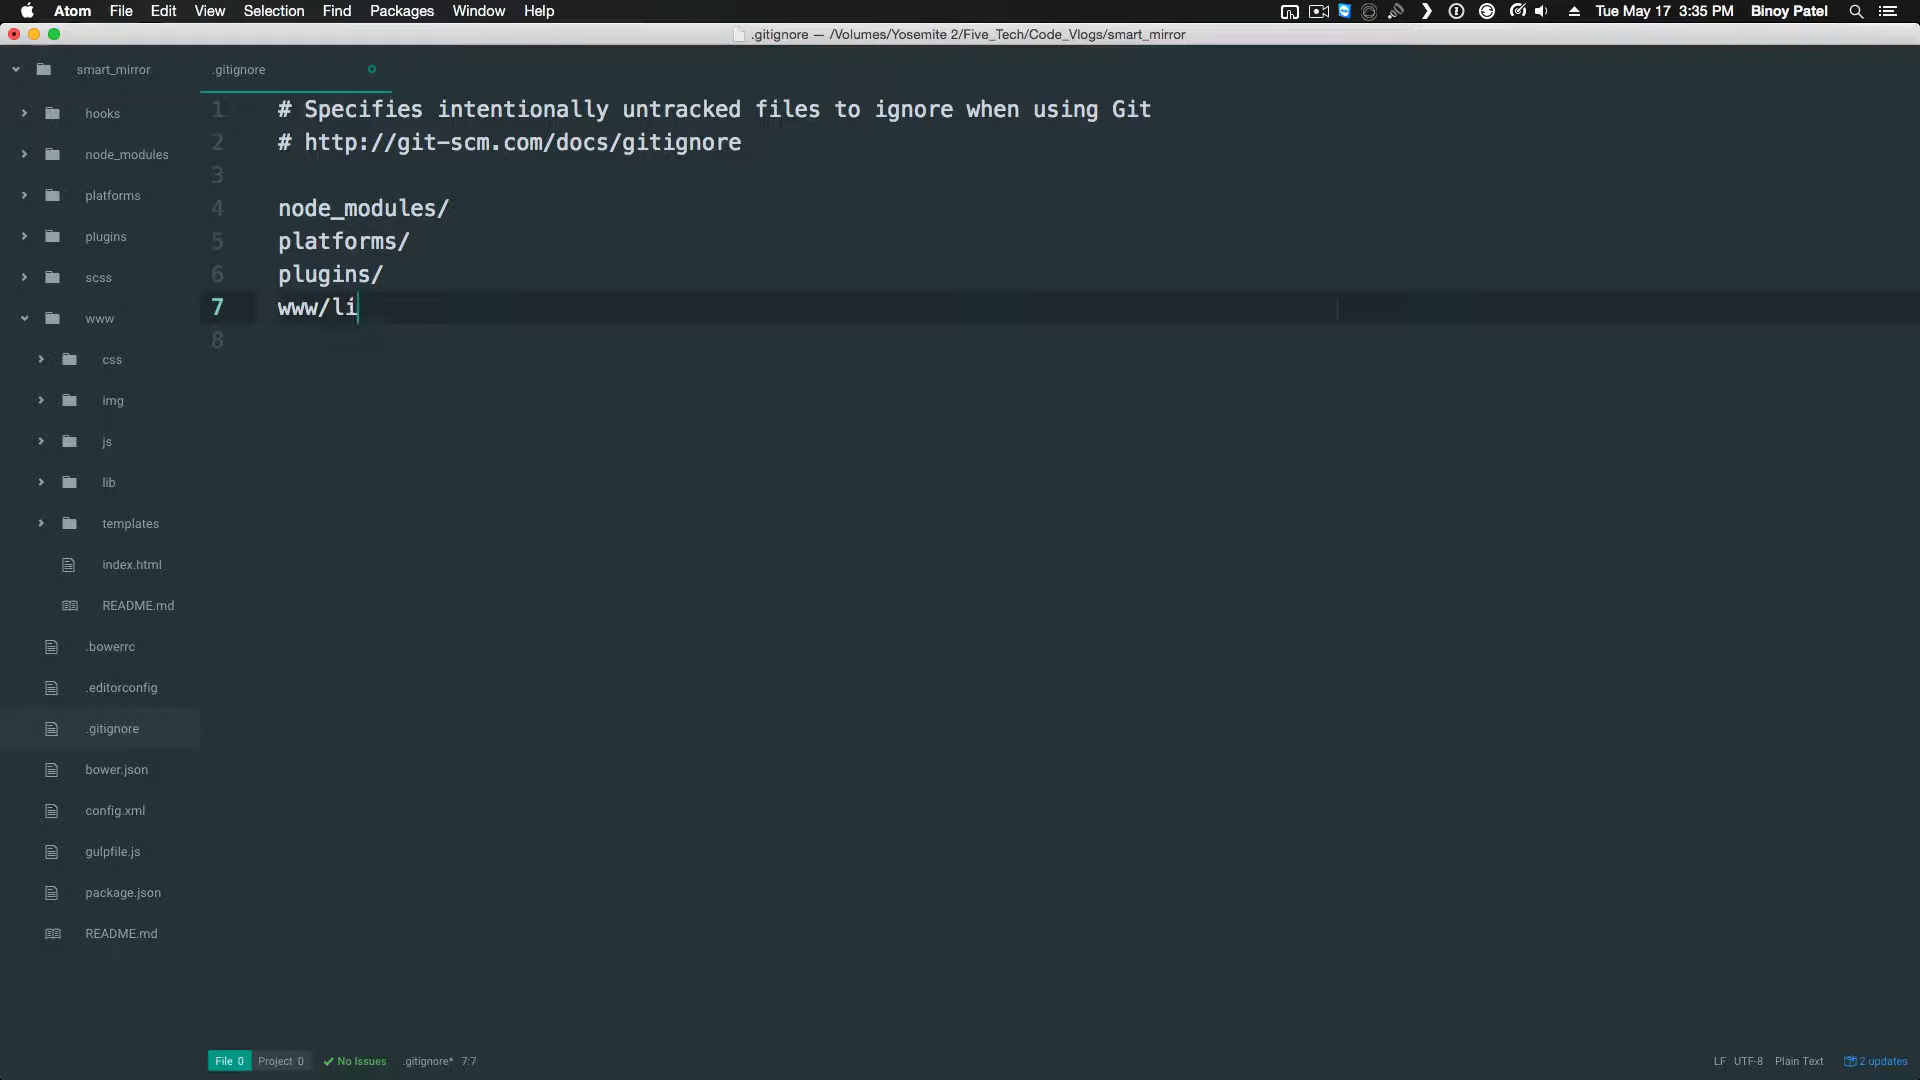 Atom File Edit View Selection Find Packages Window Help Tue May 17 3:35 PM Binoy Patel
.gitignore — /Volumes/Yosemite 2/Five_Tech/Code_Vlogs/smart_mirror
smart_mirror
hooks
node_modules
platforms
plugins
scss
www
css
img
js
lib
templates
index.html
README.md
.bowerrc
.editorconfig
.gitignore
bower.json
config.xml
gulpfile.js
package.json
README.md
.gitignore
1 # Specifies intentionally untracked files to ignore when using Git
2 # http://git-scm.com/docs/gitignore
3
4 node_modules/
5 platforms/
6 plugins/
7 www/li
8
File 0 Project 0 No Issues .gitignore* 7:7 LF UTF-8 Plain Text 2 updates